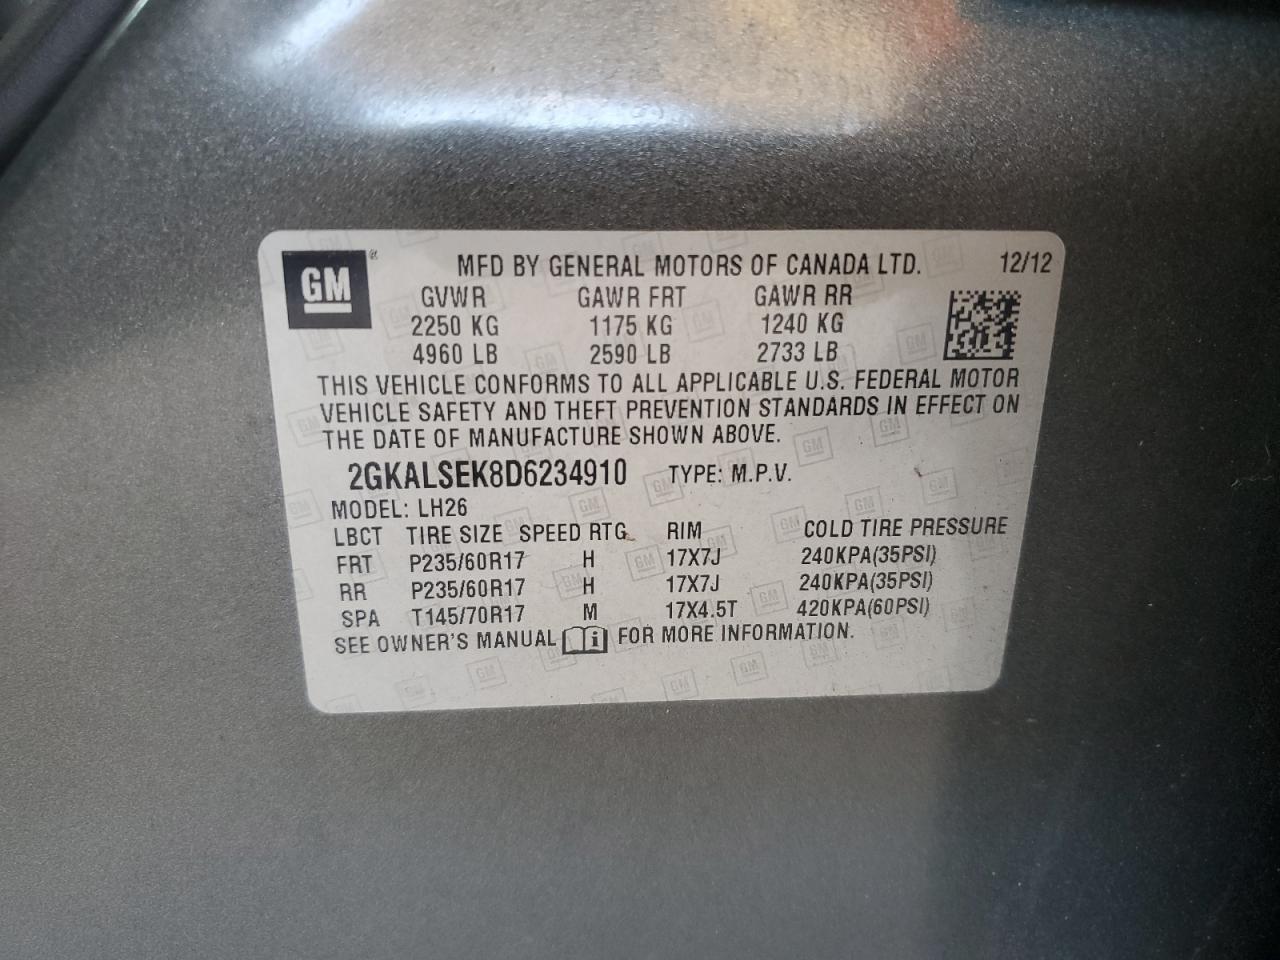 GM ® MFD BY GENERAL MOTORS OF CANADA LTD. 12/12
GVWR GAWR FRT GAWR RR
2250 KG 1175 KG 1240 KG
4960 LB 2590 LB 2733 LB
THIS VEHICLE CONFORMS TO ALL APPLICABLE U.S. FEDERAL MOTOR
VEHICLE SAFETY AND THEFT PREVENTION STANDARDS IN EFFECT ON
THE DATE OF MANUFACTURE SHOWN ABOVE.
2GKALSEK8D6234910 TYPE: M.P.V.
MODEL: LH26
LBCT TIRE SIZE SPEED RTG RIM COLD TIRE PRESSURE
FRT P235/60R17 H 17X7J 240KPA(35PSI)
RR P235/60R17 H 17X7J 240KPA(35PSI)
SPA T145/70R17 M 17X4.5T 420KPA(60PSI)
SEE OWNER'S MANUAL i FOR MORE INFORMATION.